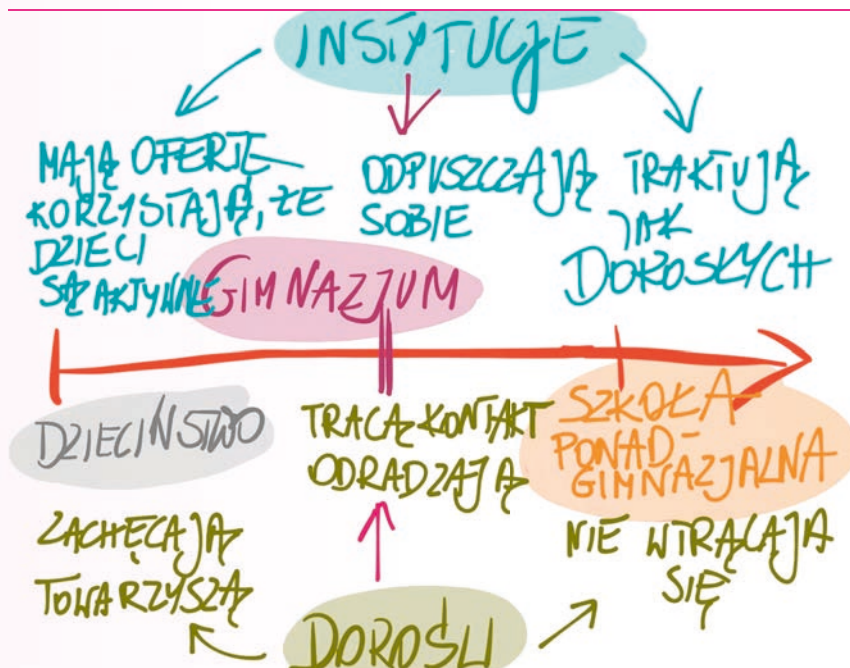 INSTYTUCJE
MAJĄ OFERTĘ
KORZYSTAJĄ, ŻE
DZIECI
SĄ AKTYWNE
ODPUSZCZAJĄ
SOBIE
TRAKTUJĄ
JAK
DOROSŁYCH
GIMNAZJUM
DZIECIŃSTWO
TRACĄ KONTAKT
ODRADZAJĄ
SZKOŁA
PONAD-
GIMNAZJALNA
ZACHĘCAJĄ
TOWARZYSZĄ
NIE WTRĄCAJĄ
SIĘ
DOROŚLI